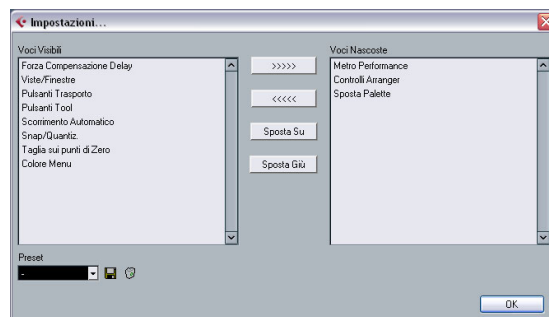 Impostazioni...
Voci Visibili
Forza Compensazione Delay
Viste/Finestre
Pulsanti Trasporto
Pulsanti Tool
Scorrimento Automatico
Snap/Quantiz.
Taglia sui punti di Zero
Colore Menu
>>>>>
<<<<<
Sposta Su
Sposta Giù
Voci Nascoste
Metro Performance
Controlli Arranger
Sposta Palette
Preset
-
OK